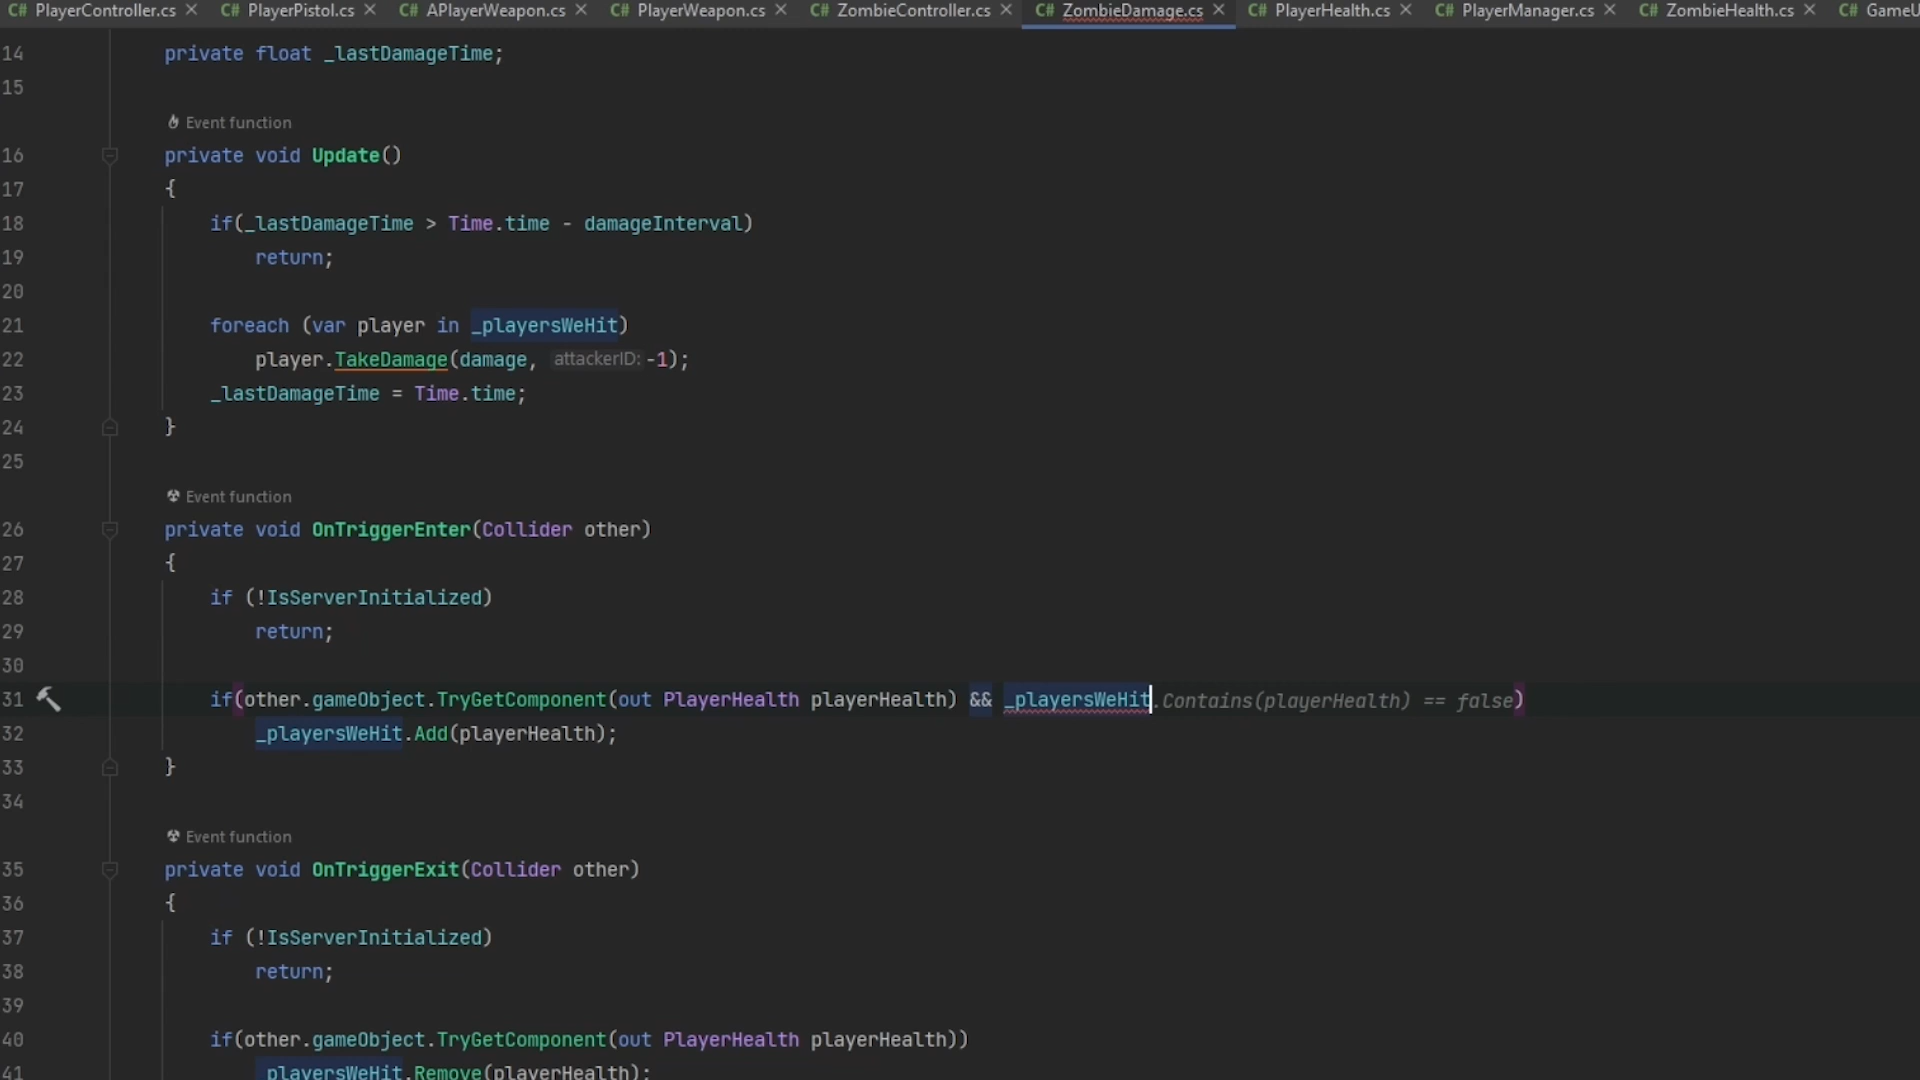 C# PlayerController.cs × C# PlayerPistol.cs × C# APlayerWeapon.cs × C# PlayerWeapon.cs × C# ZombieController.cs × C# ZombieDamage.cs × C# PlayerHealth.cs × C# PlayerManager.cs × C# ZombieHealth.cs × C# GameU
14 private float _lastDamageTime;
15
Event function
16 private void Update()
17 {
18 if(_lastDamageTime > Time.time - damageInterval)
19 return;
20
21 foreach (var player in _playersWeHit)
22 player.TakeDamage(damage, attackerID: -1);
23 _lastDamageTime = Time.time;
24 }
25
Event function
26 private void OnTriggerEnter(Collider other)
27 {
28 if (!IsServerInitialized)
29 return;
30
31 if(other.gameObject.TryGetComponent(out PlayerHealth playerHealth) && _playersWeHit.Contains(playerHealth) == false)
32 _playersWeHit.Add(playerHealth);
33 }
34
Event function
35 private void OnTriggerExit(Collider other)
36 {
37 if (!IsServerInitialized)
38 return;
39
40 if(other.gameObject.TryGetComponent(out PlayerHealth playerHealth))
41 _playersWeHit.Remove(playerHealth);